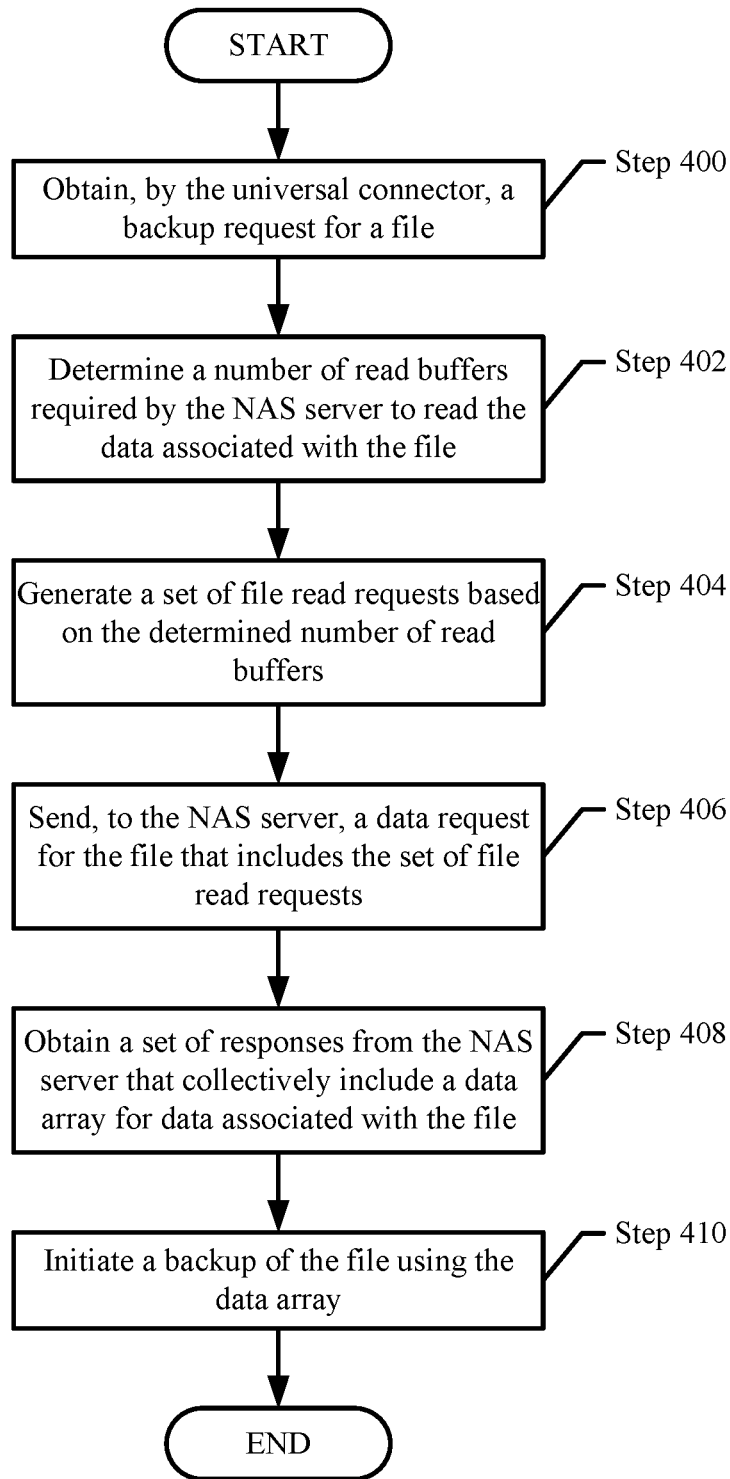 START
Obtain, by the universal connector, a
backup request for a file
Step 400
Determine a number of read buffers
required by the NAS server to read the
data associated with the file
Step 402
Generate a set of file read requests based
on the determined number of read
buffers
Step 404
Send, to the NAS server, a data request
for the file that includes the set of file
read requests
Step 406
Obtain a set of responses from the NAS
server that collectively include a data
array for data associated with the file
Step 408
Initiate a backup of the file using the
data array
Step 410
END